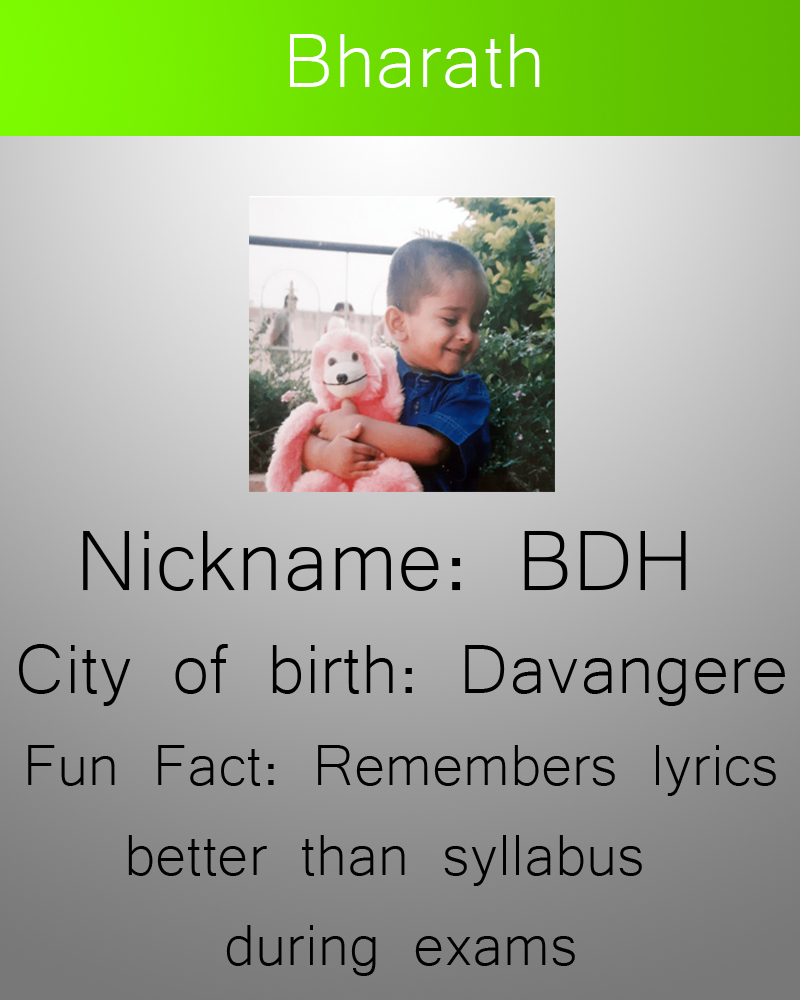 Bharath
Nickname: BDH
City of birth: Davangere
Fun Fact: Remembers lyrics
better than syllabus
during exams